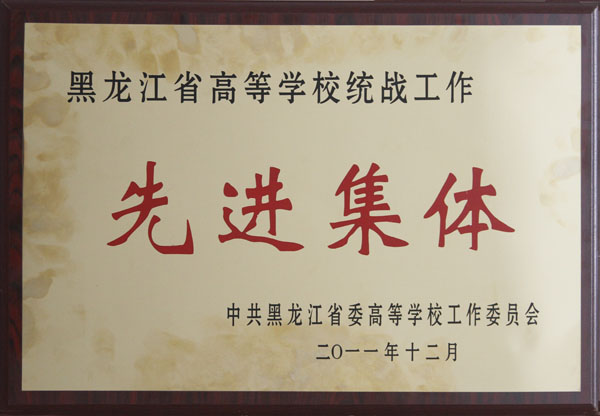 黑龙江省高等学校统战工作
先进集体
中共黑龙江省委高等学校工作委员会
二〇一一年十二月